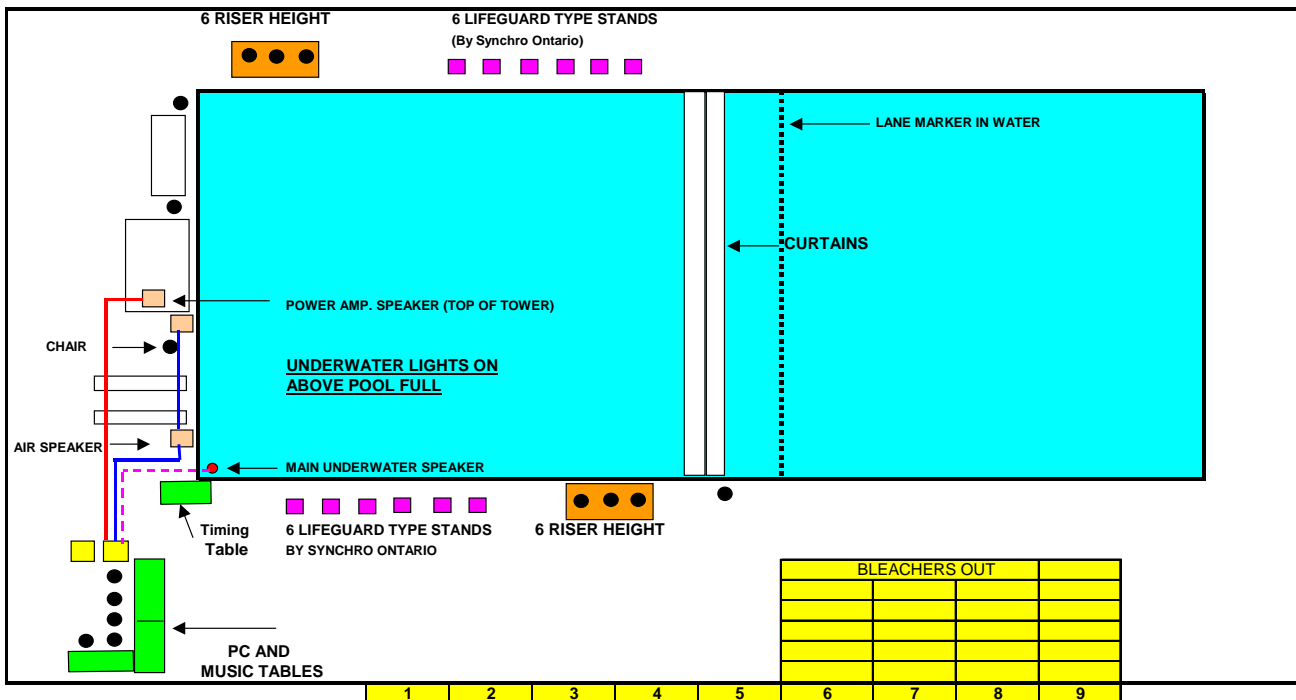 6 RISER HEIGHT
6 LIFEGUARD TYPE STANDS
(By Synchro Ontario)
LANE MARKER IN WATER
CURTAINS
POWER AMP. SPEAKER (TOP OF TOWER)
CHAIR
UNDERWATER LIGHTS ON
ABOVE POOL FULL
AIR SPEAKER
MAIN UNDERWATER SPEAKER
Timing
Table
6 LIFEGUARD TYPE STANDS
BY SYNCHRO ONTARIO
6 RISER HEIGHT
BLEACHERS OUT
PC AND
MUSIC TABLES
1 2 3 4 5 6 7 8 9